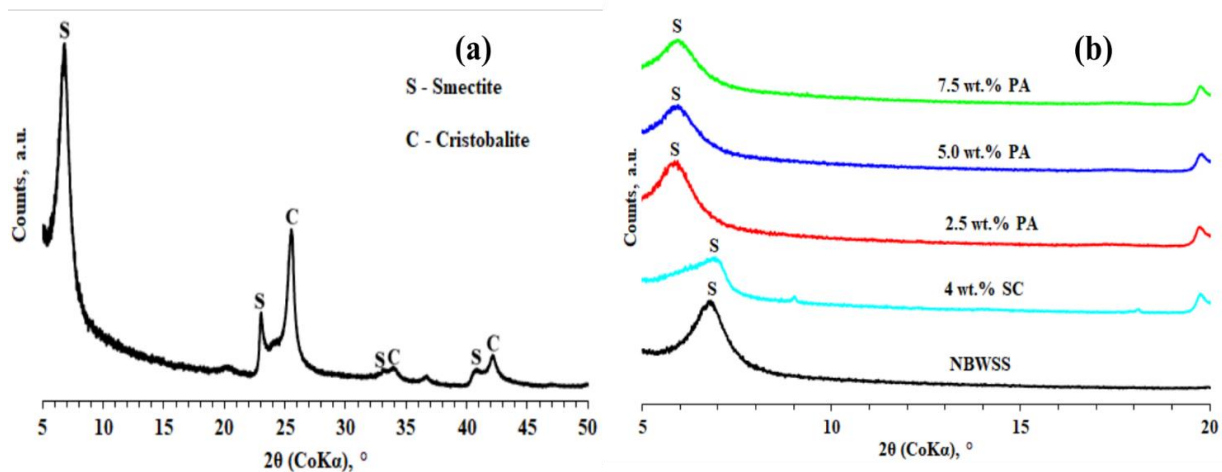 S
(a)
S - Smectite
C - Cristobalite
C
S
S C
S C
Counts, a.u.
5 10 15 20 25 30 35 40 45 50
2θ (CoKα), °
(b)
S
7.5 wt.% PA
S
5.0 wt.% PA
S
2.5 wt.% PA
S
4 wt.% SC
S
NBWSS
Counts, a.u.
5 10 15 20
2θ (CoKα), °